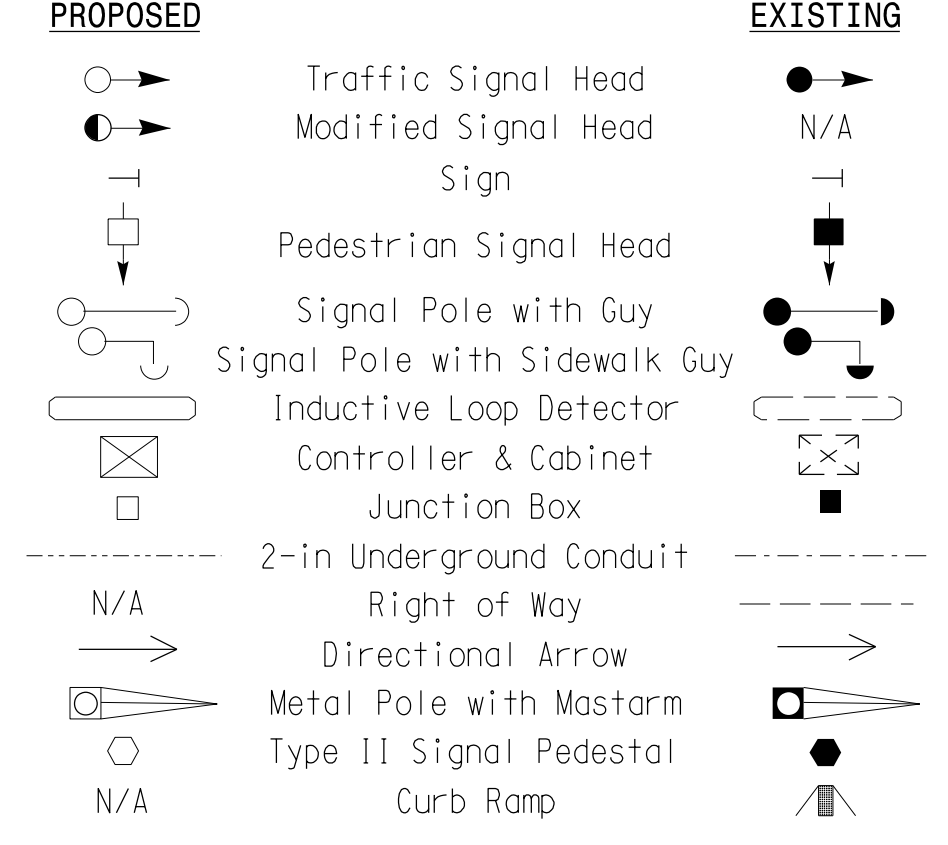 PROPOSED EXISTING
Traffic Signal Head
Modified Signal Head N/A
Sign
Pedestrian Signal Head
Signal Pole with Guy
Signal Pole with Sidewalk Guy
Inductive Loop Detector
Controller & Cabinet
Junction Box
2-in Underground Conduit
N/A Right of Way
Directional Arrow
Metal Pole with Mastarm
Type II Signal Pedestal
N/A Curb Ramp